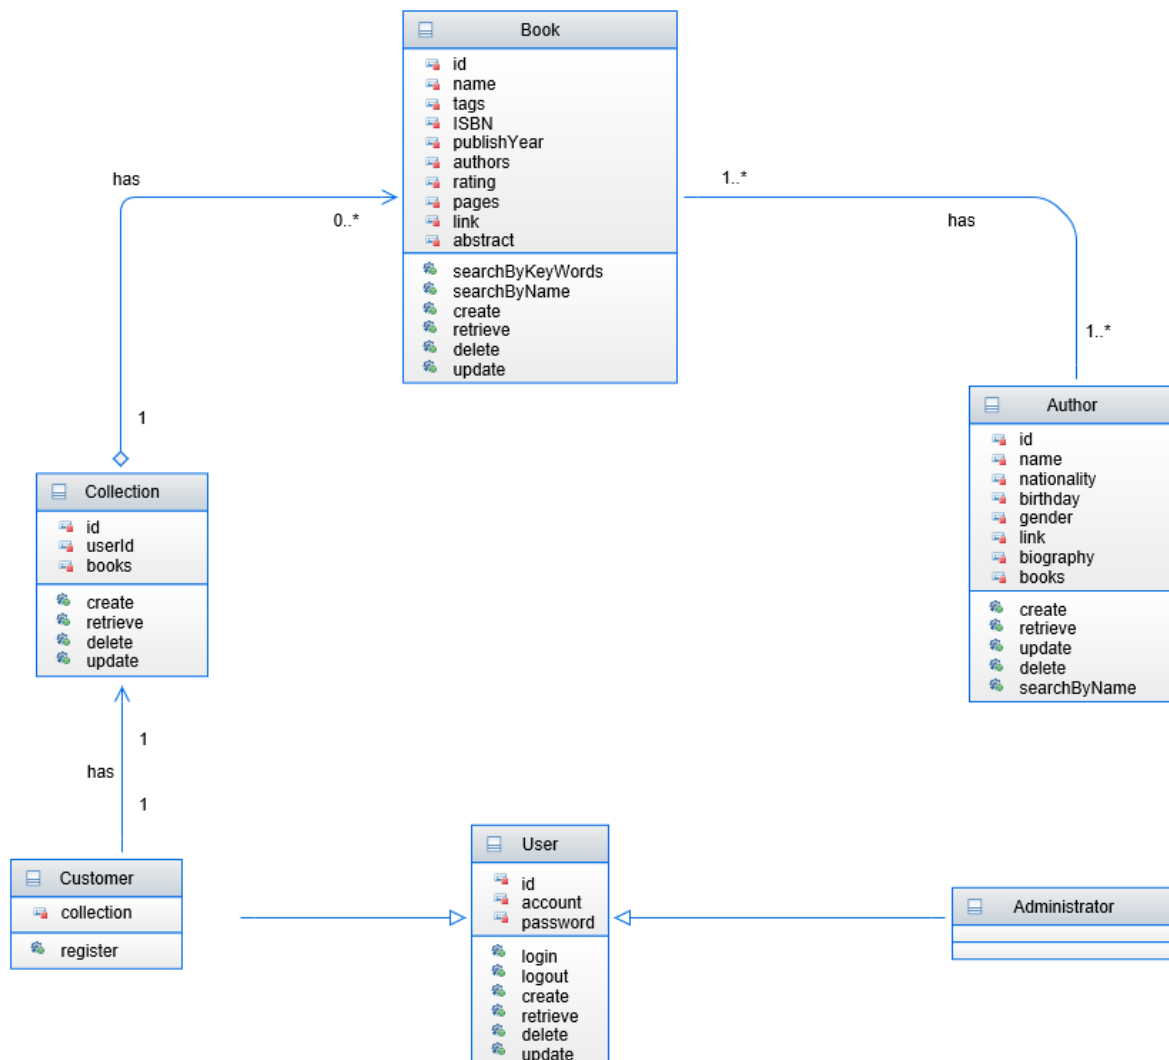 Book
id
name
tags
ISBN
publishYear
authors
rating
pages
link
abstract
searchByKeyWords
searchByName
create
retrieve
delete
update
has
0..*
1
1..*
has
1..*
Collection
id
userId
books
create
retrieve
delete
update
Author
id
name
nationality
birthday
gender
link
biography
books
create
retrieve
update
delete
searchByName
1
has
1
Customer
collection
register
User
id
account
password
login
logout
create
retrieve
delete
update
Administrator